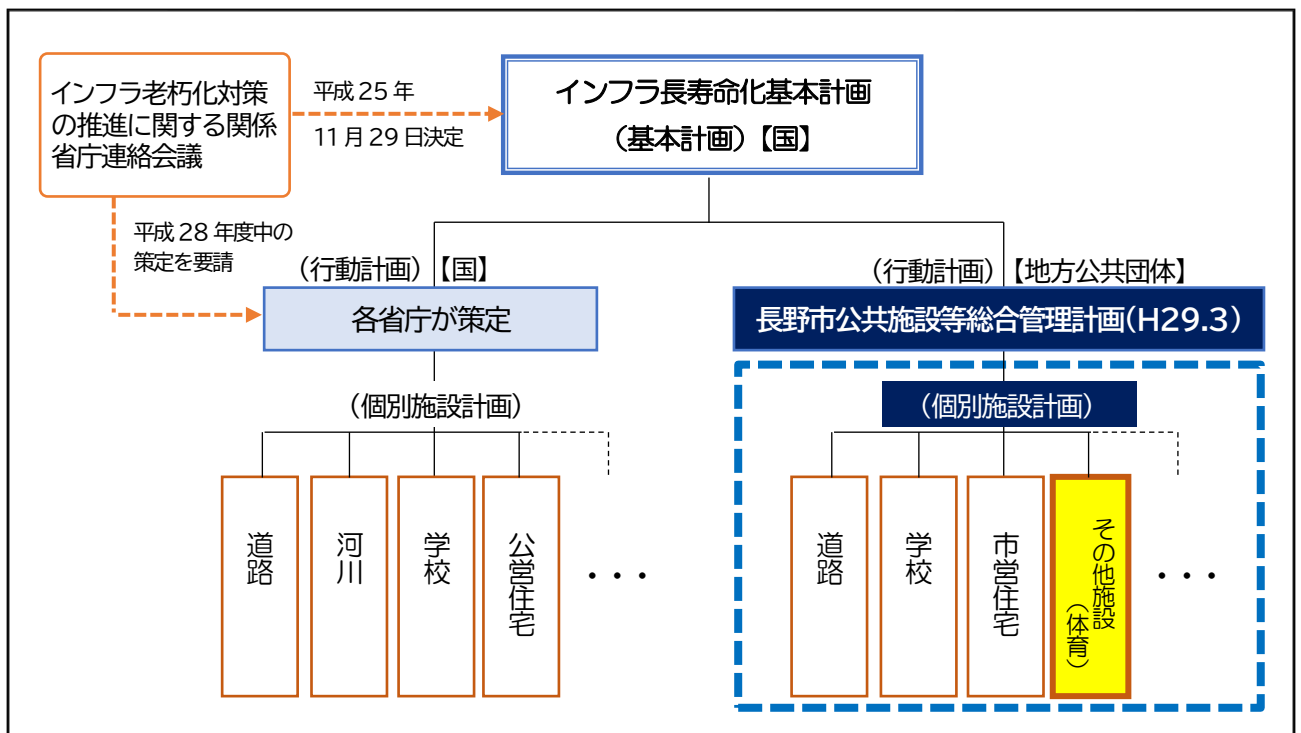 インフラ老朽化対策
の推進に関する関係
省庁連絡会議
平成25年
11月29日決定
インフラ長寿命化基本計画
(基本計画)【国】
平成28年度中の
策定を要請
(行動計画)【国】
各省庁が策定
(行動計画)【地方公共団体】
長野市公共施設等総合管理計画(H29.3)
(個別施設計画)
道路
河川
学校
公営住宅
・・・
(個別施設計画)
道路
学校
市営住宅
その他施設
(体育)
・・・